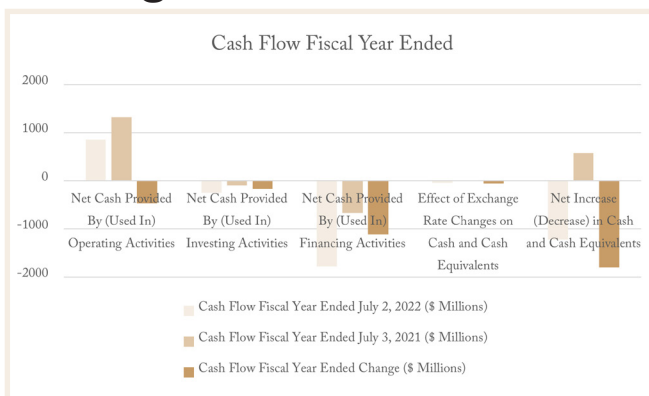 Cash Flow Fiscal Year Ended
2000
1000
0
-1000
-2000
Net Cash Provided
By (Used In)
Operating Activities
Net Cash Provided
By (Used In)
Investing Activities
Net Cash Provided
By (Used In)
Financing Activities
Effect of Exchange
Rate Changes on
Cash and Cash
Equivalents
Net Increase
(Decrease) in Cash
and Cash Equivalents
Cash Flow Fiscal Year Ended July 2, 2022 ($ Millions)
Cash Flow Fiscal Year Ended July 3, 2021 ($ Millions)
Cash Flow Fiscal Year Ended Change ($ Millions)